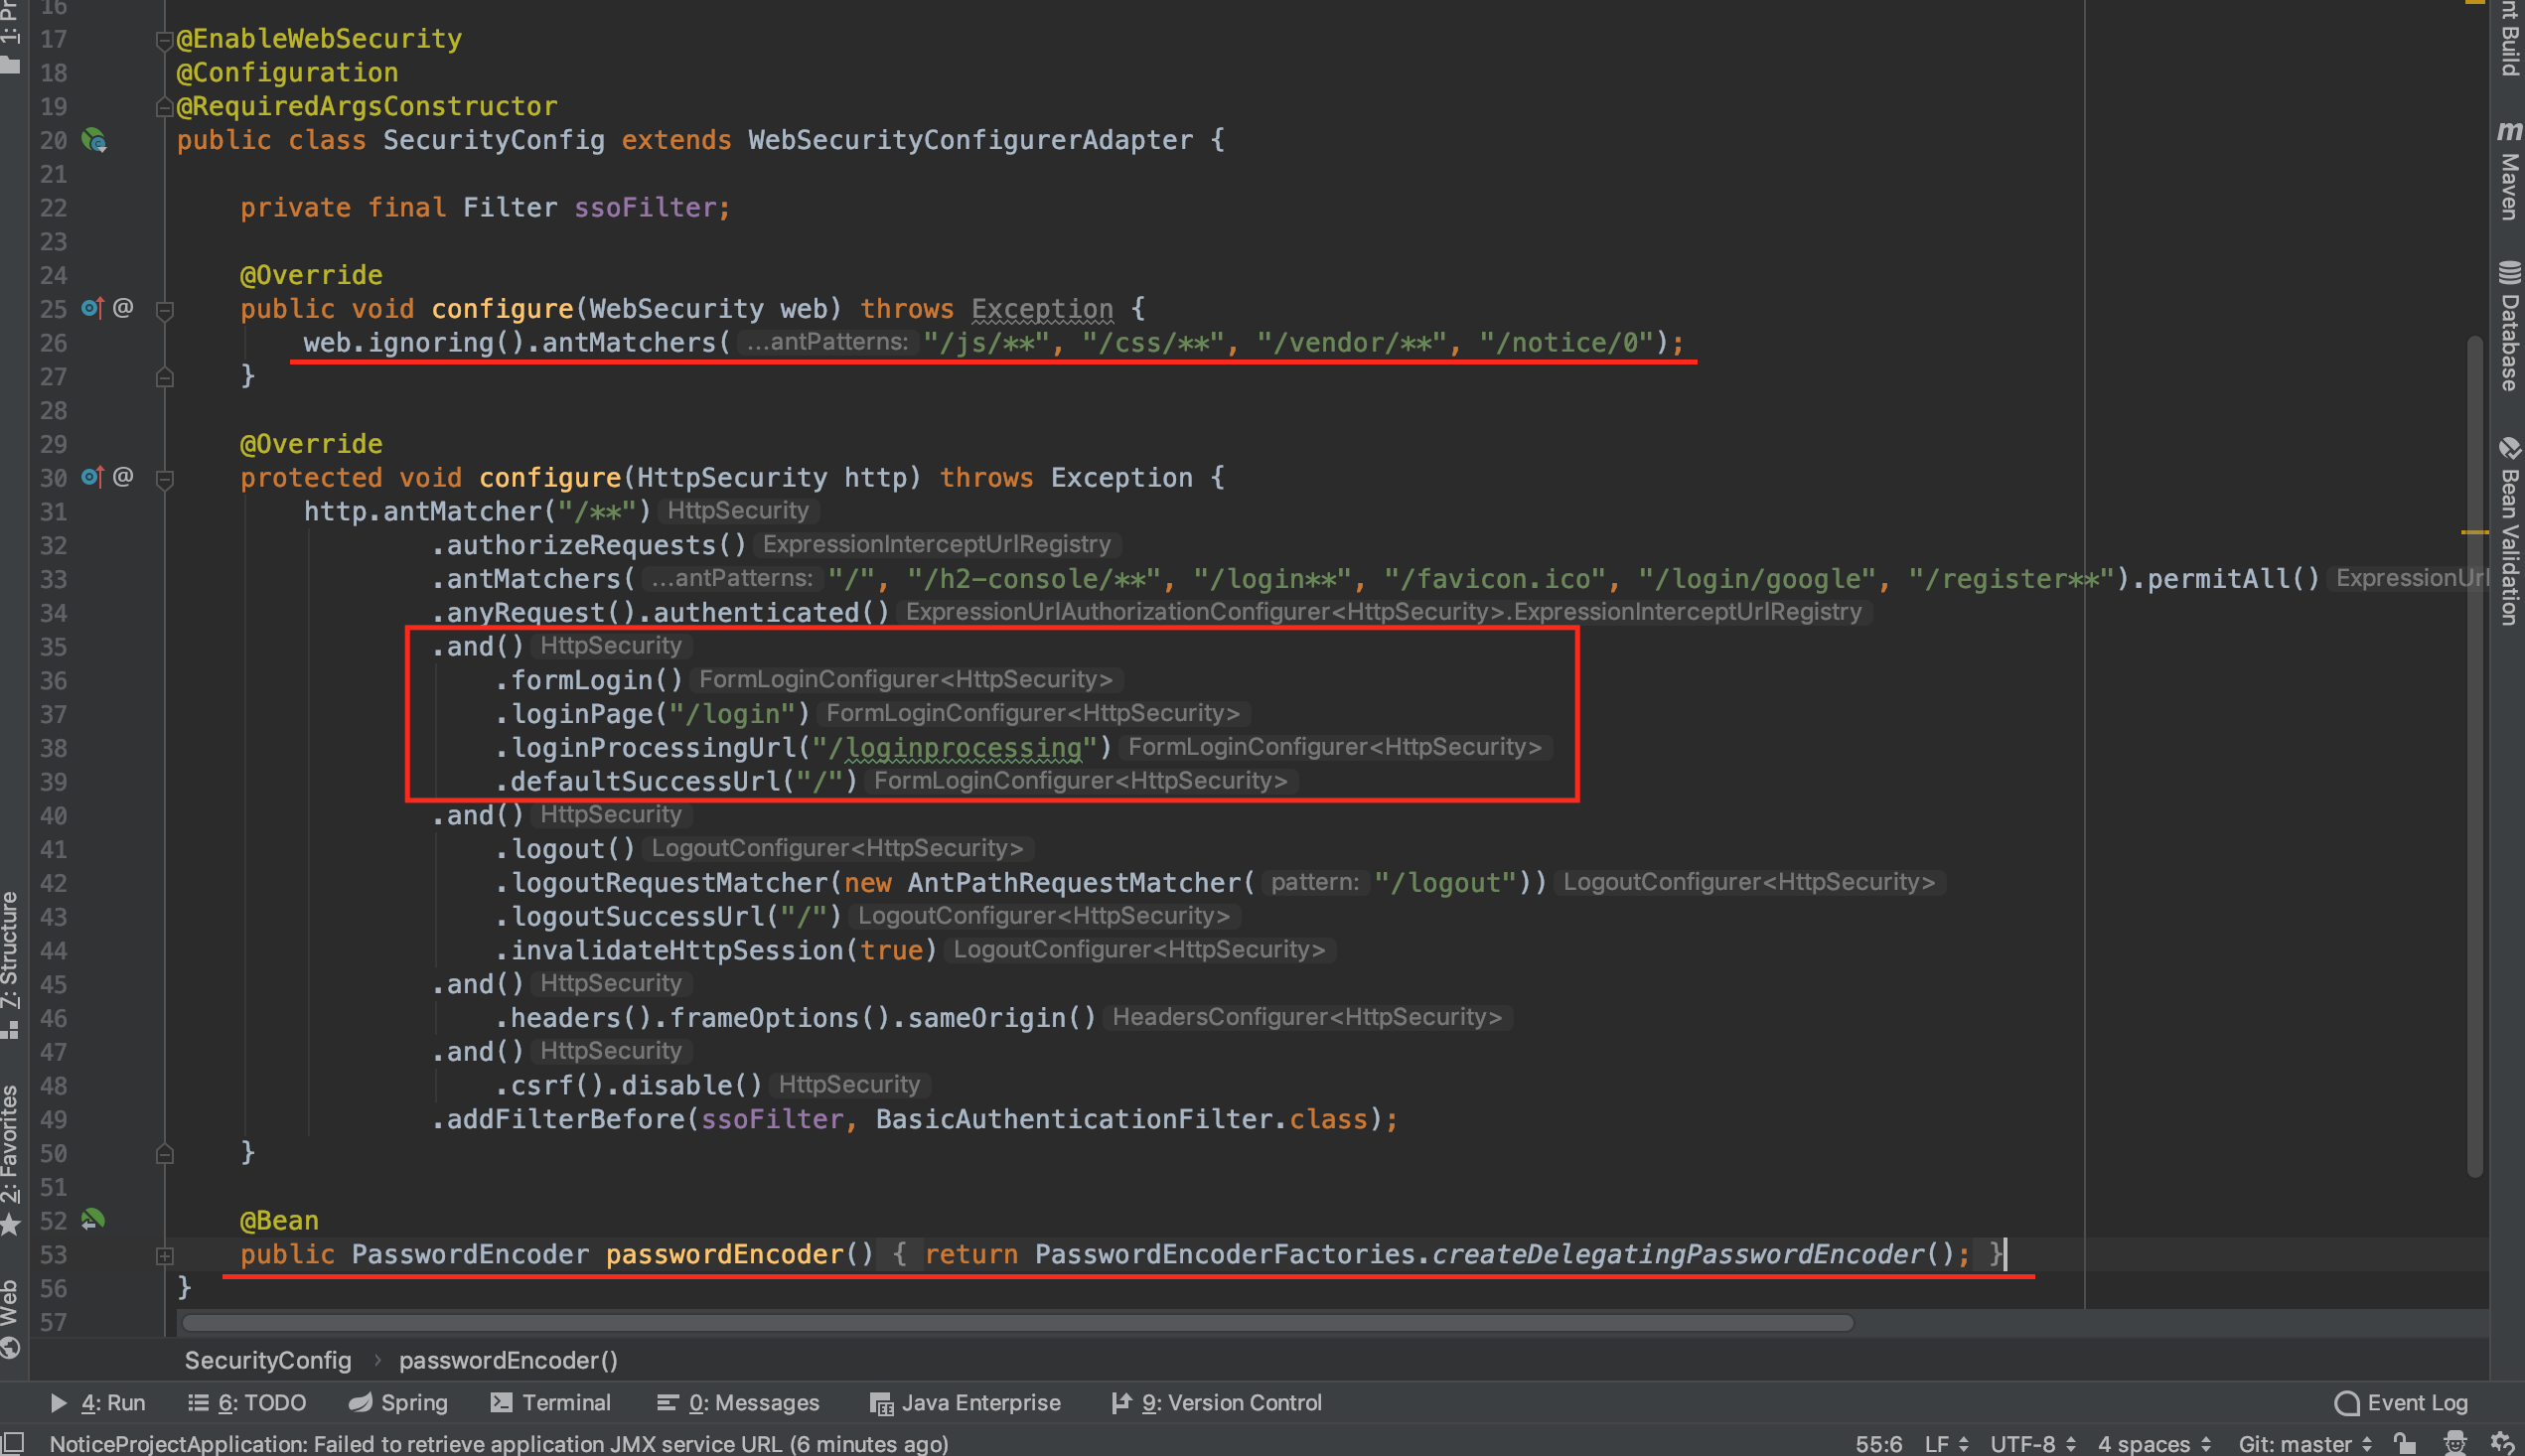 16
17 @EnableWebSecurity
18 @Configuration
19 @RequiredArgsConstructor
20 public class SecurityConfig extends WebSecurityConfigurerAdapter {
21
22 private final Filter ssoFilter;
23
24 @Override
25 @ public void configure(WebSecurity web) throws Exception {
26 web.ignoring().antMatchers( ...antPatterns: "/js/**", "/css/**", "/vendor/**", "/notice/0");
27 }
28
29 @Override
30 @ protected void configure(HttpSecurity http) throws Exception {
31 http.antMatcher("/**") HttpSecurity
32 .authorizeRequests() ExpressionInterceptUrlRegistry
33 .antMatchers( ...antPatterns: "/", "/h2-console/**", "/login**", "/favicon.ico", "/login/google", "/register**").permitAll() ExpressionUrl
34 .anyRequest().authenticated() ExpressionUrlAuthorizationConfigurer<HttpSecurity>.ExpressionInterceptUrlRegistry
35 .and() HttpSecurity
36 .formLogin() FormLoginConfigurer<HttpSecurity>
37 .loginPage("/login") FormLoginConfigurer<HttpSecurity>
38 .loginProcessingUrl("/loginprocessing") FormLoginConfigurer<HttpSecurity>
39 .defaultSuccessUrl("/") FormLoginConfigurer<HttpSecurity>
40 .and() HttpSecurity
41 .logout() LogoutConfigurer<HttpSecurity>
42 .logoutRequestMatcher(new AntPathRequestMatcher( pattern: "/logout")) LogoutConfigurer<HttpSecurity>
43 .logoutSuccessUrl("/") LogoutConfigurer<HttpSecurity>
44 .invalidateHttpSession(true) LogoutConfigurer<HttpSecurity>
45 .and() HttpSecurity
46 .headers().frameOptions().sameOrigin() HeadersConfigurer<HttpSecurity>
47 .and() HttpSecurity
48 .csrf().disable() HttpSecurity
49 .addFilterBefore(ssoFilter, BasicAuthenticationFilter.class);
50 }
51
52 @Bean
53 public PasswordEncoder passwordEncoder() { return PasswordEncoderFactories.createDelegatingPasswordEncoder(); }
56 }
57
1: Pr
7: Structure
2: Favorites
Web
nt Build
m Maven
Database
Bean Validation
SecurityConfig › passwordEncoder()
4: Run 6: TODO Spring Terminal 0: Messages Java Enterprise 9: Version Control Event Log
NoticeProjectApplication: Failed to retrieve application JMX service URL (6 minutes ago) 55:6 LF UTF-8 4 spaces Git: master